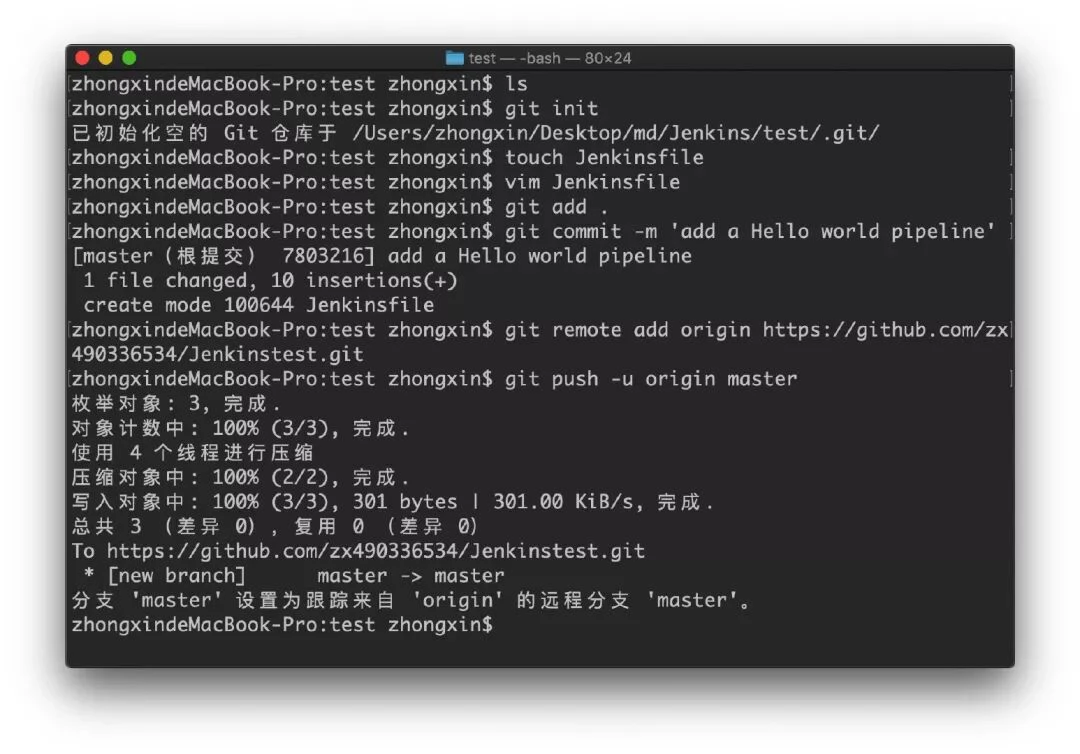 test — -bash — 80×24
zhongxindeMacBook-Pro:test zhongxin$ ls
zhongxindeMacBook-Pro:test zhongxin$ git init
已初始化空的 Git 仓库于 /Users/zhongxin/Desktop/md/Jenkins/test/.git/
zhongxindeMacBook-Pro:test zhongxin$ touch Jenkinsfile
zhongxindeMacBook-Pro:test zhongxin$ vim Jenkinsfile
zhongxindeMacBook-Pro:test zhongxin$ git add .
zhongxindeMacBook-Pro:test zhongxin$ git commit -m 'add a Hello world pipeline'
[master（根提交） 7803216] add a Hello world pipeline
 1 file changed, 10 insertions(+)
 create mode 100644 Jenkinsfile
zhongxindeMacBook-Pro:test zhongxin$ git remote add origin https://github.com/zx
490336534/Jenkinstest.git
zhongxindeMacBook-Pro:test zhongxin$ git push -u origin master
枚举对象: 3, 完成.
对象计数中: 100% (3/3), 完成.
使用 4 个线程进行压缩
压缩对象中: 100% (2/2), 完成.
写入对象中: 100% (3/3), 301 bytes | 301.00 KiB/s, 完成.
总共 3 （差异 0），复用 0 （差异 0）
To https://github.com/zx490336534/Jenkinstest.git
 * [new branch]      master -> master
分支 'master' 设置为跟踪来自 'origin' 的远程分支 'master'。
zhongxindeMacBook-Pro:test zhongxin$